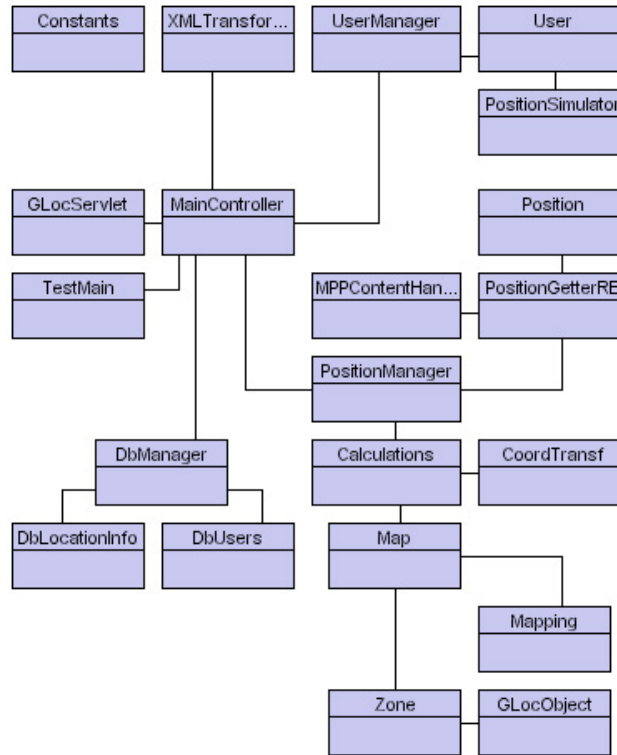 Constants
XMLTransfor...
UserManager
User
PositionSimulator
GLocServlet
MainController
Position
TestMain
MPPContentHan...
PositionGetterRE
PositionManager
DbManager
Calculations
CoordTransf
DbLocationInfo
DbUsers
Map
Mapping
Zone
GLocObject